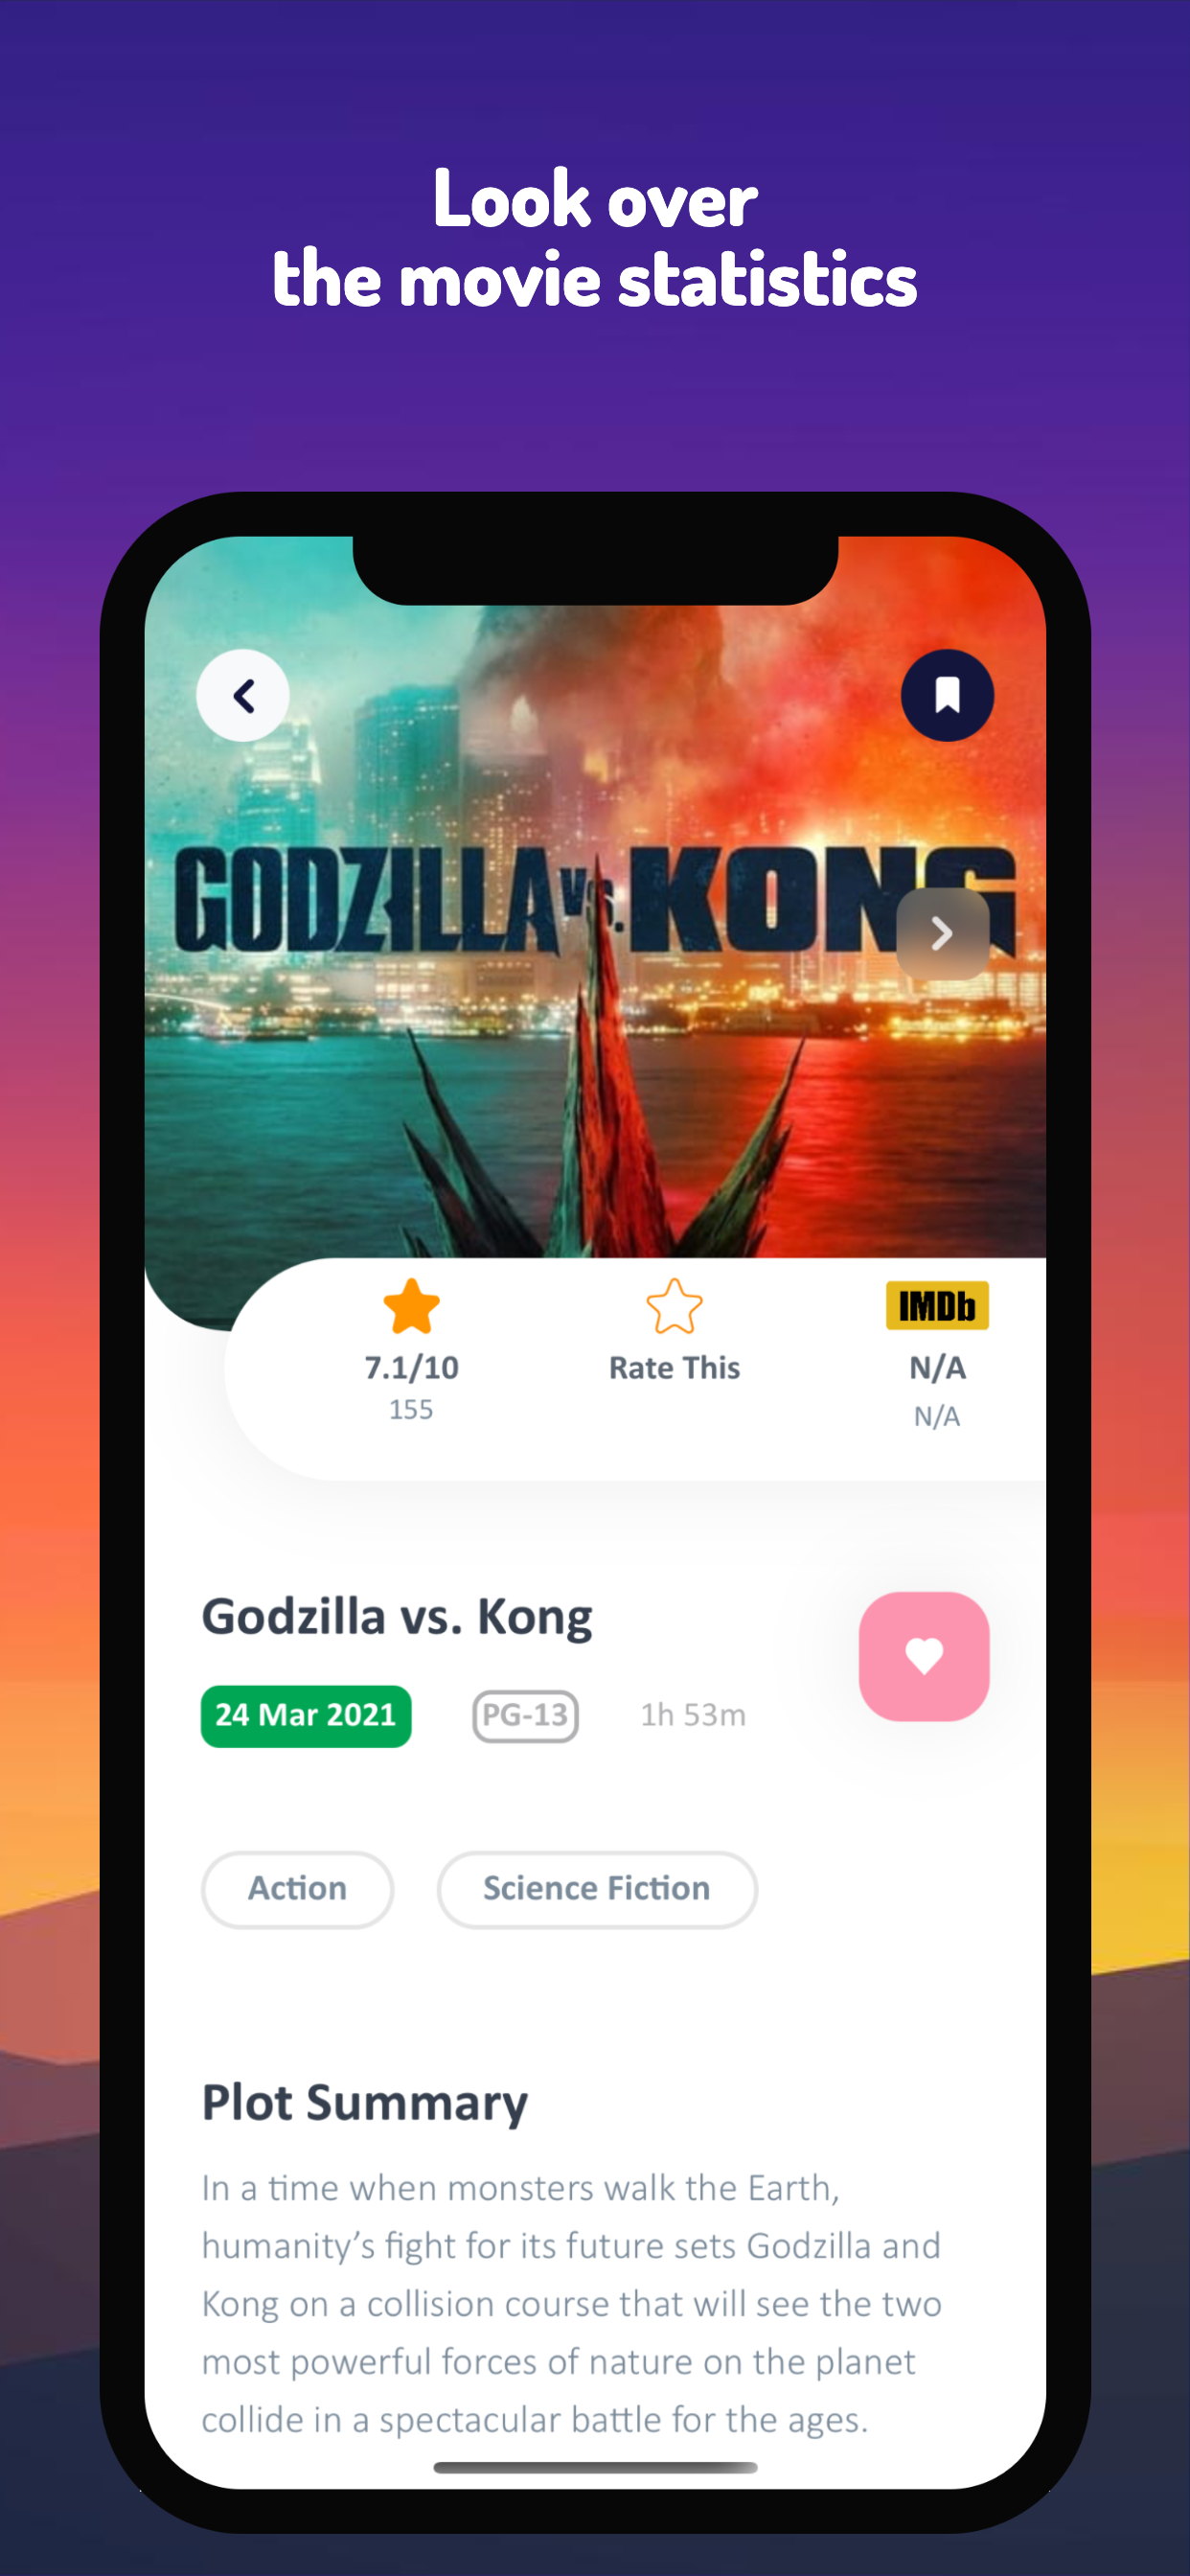 Look over
the movie statistics
GODZILLA vs. KONG
7.1/10
155
Rate This
IMDb
N/A
N/A
Godzilla vs. Kong
24 Mar 2021
PG-13
1h 53m
Action
Science Fiction
Plot Summary
In a time when monsters walk the Earth,
humanity’s fight for its future sets Godzilla and
Kong on a collision course that will see the two
most powerful forces of nature on the planet
collide in a spectacular battle for the ages.